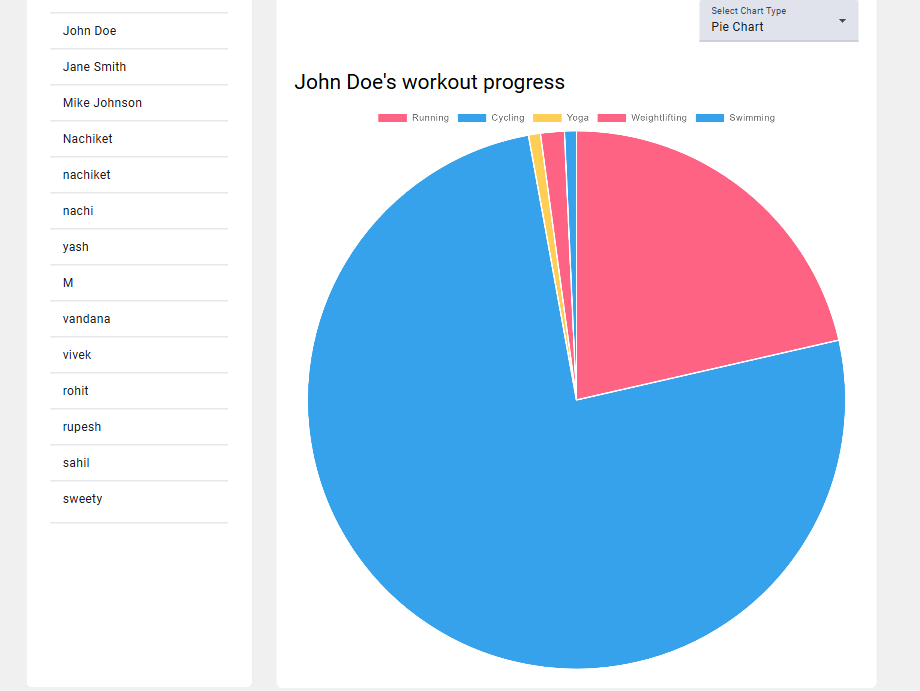 John Doe
Jane Smith
Mike Johnson
Nachiket
nachiket
nachi
yash
M
vandana
vivek
rohit
rupesh
sahil
sweety
Select Chart Type
Pie Chart
John Doe's workout progress
Running Cycling Yoga Weightlifting Swimming